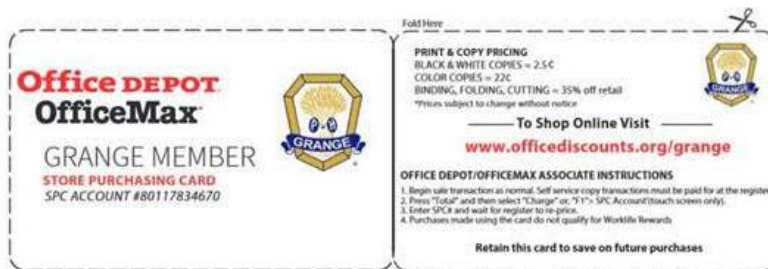 Fold Here
Office DEPOT
OfficeMax
GRANGE MEMBER
STORE PURCHASING CARD
SPC ACCOUNT #80117834670
P H
GRANGE
PRINT & COPY PRICING
BLACK & WHITE COPIES = 2.5¢
COLOR COPIES = 22¢
BINDING, FOLDING, CUTTING = 35% off retail
*Prices subject to change without notice
P H
GRANGE
To Shop Online Visit
www.officediscounts.org/grange
OFFICE DEPOT/OFFICEMAX ASSOCIATE INSTRUCTIONS
1. Begin sale transaction as normal. Self service copy transactions must be paid for at the register
2. Press "Total" and then select "Charge" or, "F1"> SPC Account'(touch screen only).
3. Enter SPC# and wait for register to re-price.
4. Purchases made using the card do not qualify for Worklife Rewards
Retain this card to save on future purchases